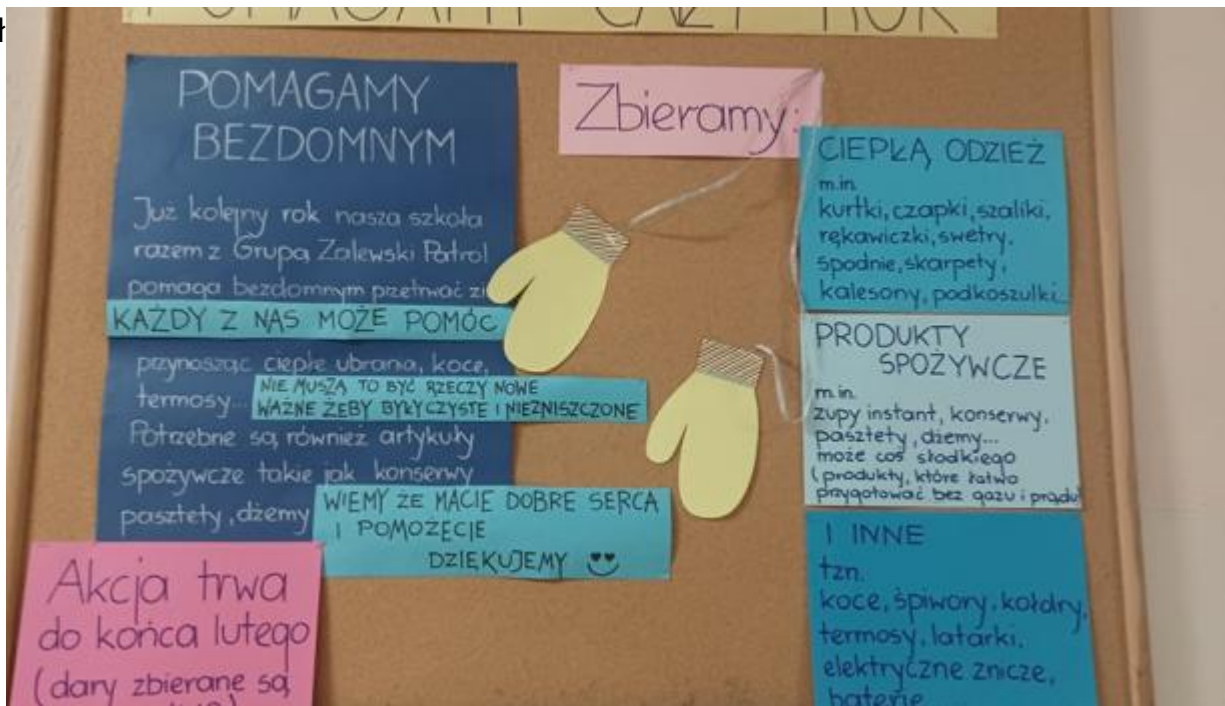 POMAGAMY CAŁY ROK
POMAGAMY
BEZDOMNYM
Już kolejny rok nasza szkoła
razem z Grupą Zalewski Patrol
pomaga bezdomnym przetrwać
KAŻDY Z NAS MOŻE POMÓC
przynosząc ciepłe ubrania, koce,
termosy...
NIE MUSZĄ TO BYĆ RZECZY NOWE
WAŻNE ŻEBY BYŁY CZYSTE I NIEZNISZCZONE
Potrzebne są również artykuły
spożywcze takie jak konserwy
pasztety, dżemy
WIEMY ŻE MACIE DOBRE SERCA
I POMOŻECIE
DZIĘKUJEMY
Akcja trwa
do końca lutego
(dary zbierane są
Zbieramy:
CIEPŁĄ ODZIEŻ
m.in.
kurtki, czapki, szaliki,
rękawiczki, swetry,
spodnie, skarpety,
kalesony, podkoszulki...
PRODUKTY
SPOŻYWCZE
m.in.
zupy instant, konserwy,
pasztety, dżemy...
może coś słodkiego
(produkty, które łatwo
przygotować bez gazu i prądu)
I INNE
tzn.
koce, śpiwory, kołdry,
termosy, latarki,
elektryczne znicze,
baterie